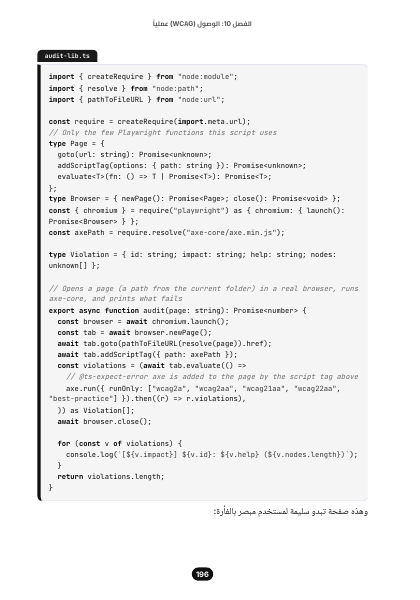 الفصل 10: الوصول (WCAG) عملياً
audit-lib.ts
import { createRequire } from "node:module";
import { resolve } from "node:path";
import { pathToFileURL } from "node:url";
const require = createRequire(import.meta.url);
// Only the few Playwright functions this script uses
type Page = {
goto(url: string): Promise<unknown>;
addScriptTag(options: { path: string }): Promise<unknown>;
evaluate<T>(fn: () => T | Promise<T>): Promise<T>;
};
type Browser = { newPage(): Promise<Page>; close(): Promise<void> };
const { chromium } = require("playwright") as { chromium: { launch():
Promise<Browser> } };
const axePath = require.resolve("axe-core/axe.min.js");
type Violation = { id: string; impact: string; help: string; nodes:
unknown[] };
// Opens a page (a path from the current folder) in a real browser, runs
axe-core, and prints what fails
export async function audit(page: string): Promise<number> {
const browser = await chromium.launch();
const tab = await browser.newPage();
await tab.goto(pathToFileURL(resolve(page)).href);
await tab.addScriptTag({ path: axePath });
const violations = (await tab.evaluate(() =>
// @ts-expect-error axe is added to the page by the script tag above
axe.run({ runOnly: ["wcag2a", "wcag2aa", "wcag21aa", "wcag22aa",
"best-practice"] }).then((r) => r.violations),
)) as Violation[];
await browser.close();
for (const v of violations) {
console.log(`[${v.impact}] ${v.id}: ${v.help} (${v.nodes.length})`);
}
return violations.length;
}
وهذه صفحة تبدو سليمة لمستخدم مبصر بالفأرة:
196